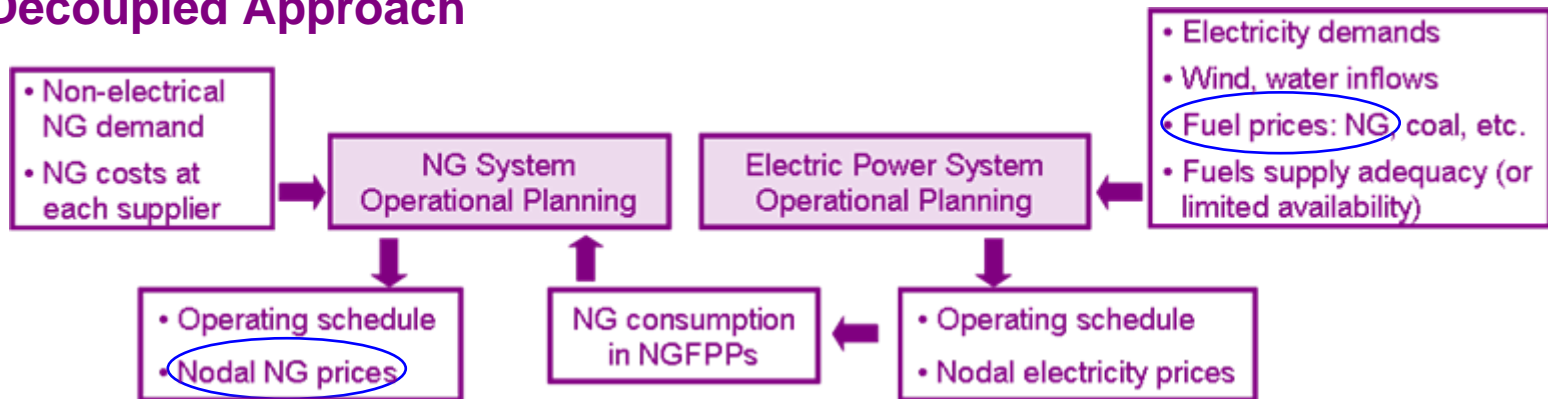 Decoupled Approach
• Non-electrical
NG demand
• NG costs at
each supplier
NG System
Operational Planning
Electric Power System
Operational Planning
• Electricity demands
• Wind, water inflows
• Fuel prices: NG, coal, etc.
• Fuels supply adequacy (or
limited availability)
• Operating schedule
• Nodal NG prices
NG consumption
in NGFPPs
• Operating schedule
• Nodal electricity prices